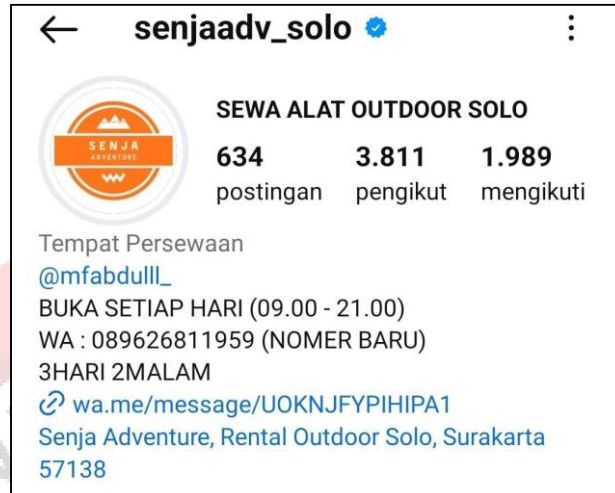 senjaadv_solo
SEWA ALAT OUTDOOR SOLO
634 3.811 1.989
postingan pengikut mengikuti
SENJA
ADVENTURE
Tempat Persewaan
@mfabdulll_
BUKA SETIAP HARI (09.00 - 21.00)
WA : 089626811959 (NOMER BARU)
3HARI 2MALAM
wa.me/message/UOKNJFYPIHIPA1
Senja Adventure, Rental Outdoor Solo, Surakarta
57138